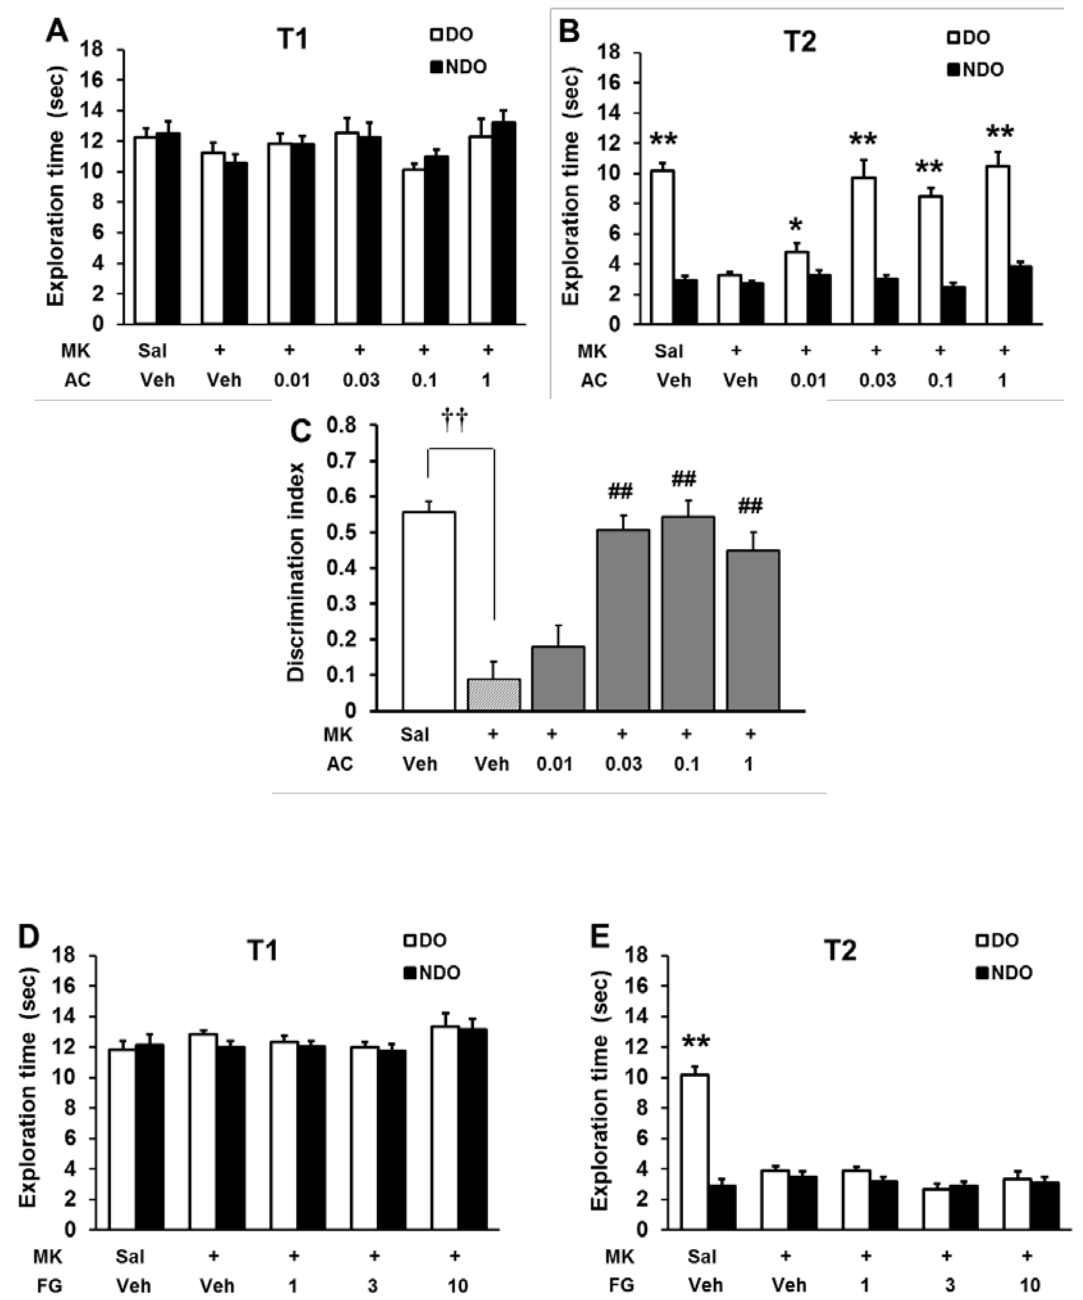 A
T1
DO
NDO
Exploration time (sec)
18
16
14
12
10
8
6
4
2
0
MK Sal + + + + +
AC Veh Veh 0.01 0.03 0.1 1
B
T2
DO
NDO
Exploration time (sec)
18
16
14
12
10
8
6
4
2
0
** * ** ** **
MK Sal + + + + +
AC Veh Veh 0.01 0.03 0.1 1
C
Discrimination index
0.8
0.7
0.6
0.5
0.4
0.3
0.2
0.1
0
†† ## ## ##
MK Sal + + + + +
AC Veh Veh 0.01 0.03 0.1 1
D
T1
DO
NDO
Exploration time (sec)
18
16
14
12
10
8
6
4
2
0
MK Sal + + + +
FG Veh Veh 1 3 10
E
T2
DO
NDO
Exploration time (sec)
18
16
14
12
10
8
6
4
2
0
**
MK Sal + + + +
FG Veh Veh 1 3 10